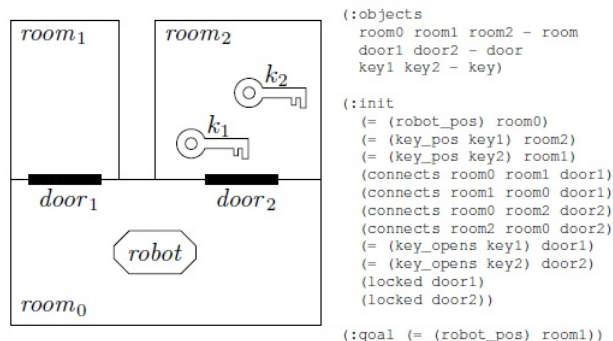 room1
room2
k2
k1
door1
door2
robot
room0
(:objects
room0 room1 room2 – room
door1 door2 – door
key1 key2 – key)
(:init
(= (robot_pos) room0)
(= (key_pos key1) room2)
(= (key_pos key2) room1)
(connects room0 room1 door1)
(connects room1 room0 door1)
(connects room0 room2 door2)
(connects room2 room0 door2)
(= (key_opens key1) door1)
(= (key_opens key2) door2)
(locked door1)
(locked door2))
(:goal (= (robot_pos) room1))